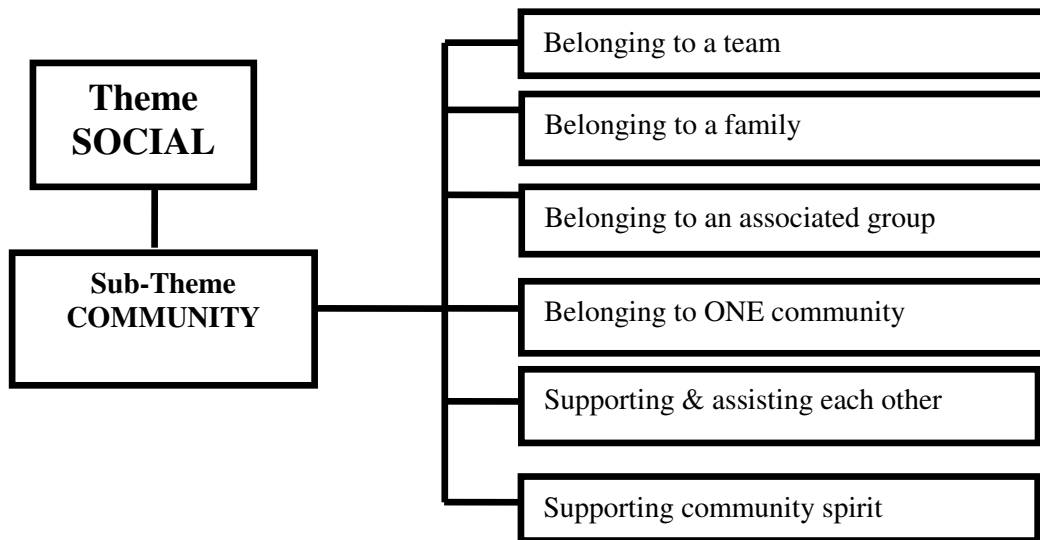 Theme
SOCIAL
Sub-Theme
COMMUNITY
Belonging to a team
Belonging to a family
Belonging to an associated group
Belonging to ONE community
Supporting & assisting each other
Supporting community spirit